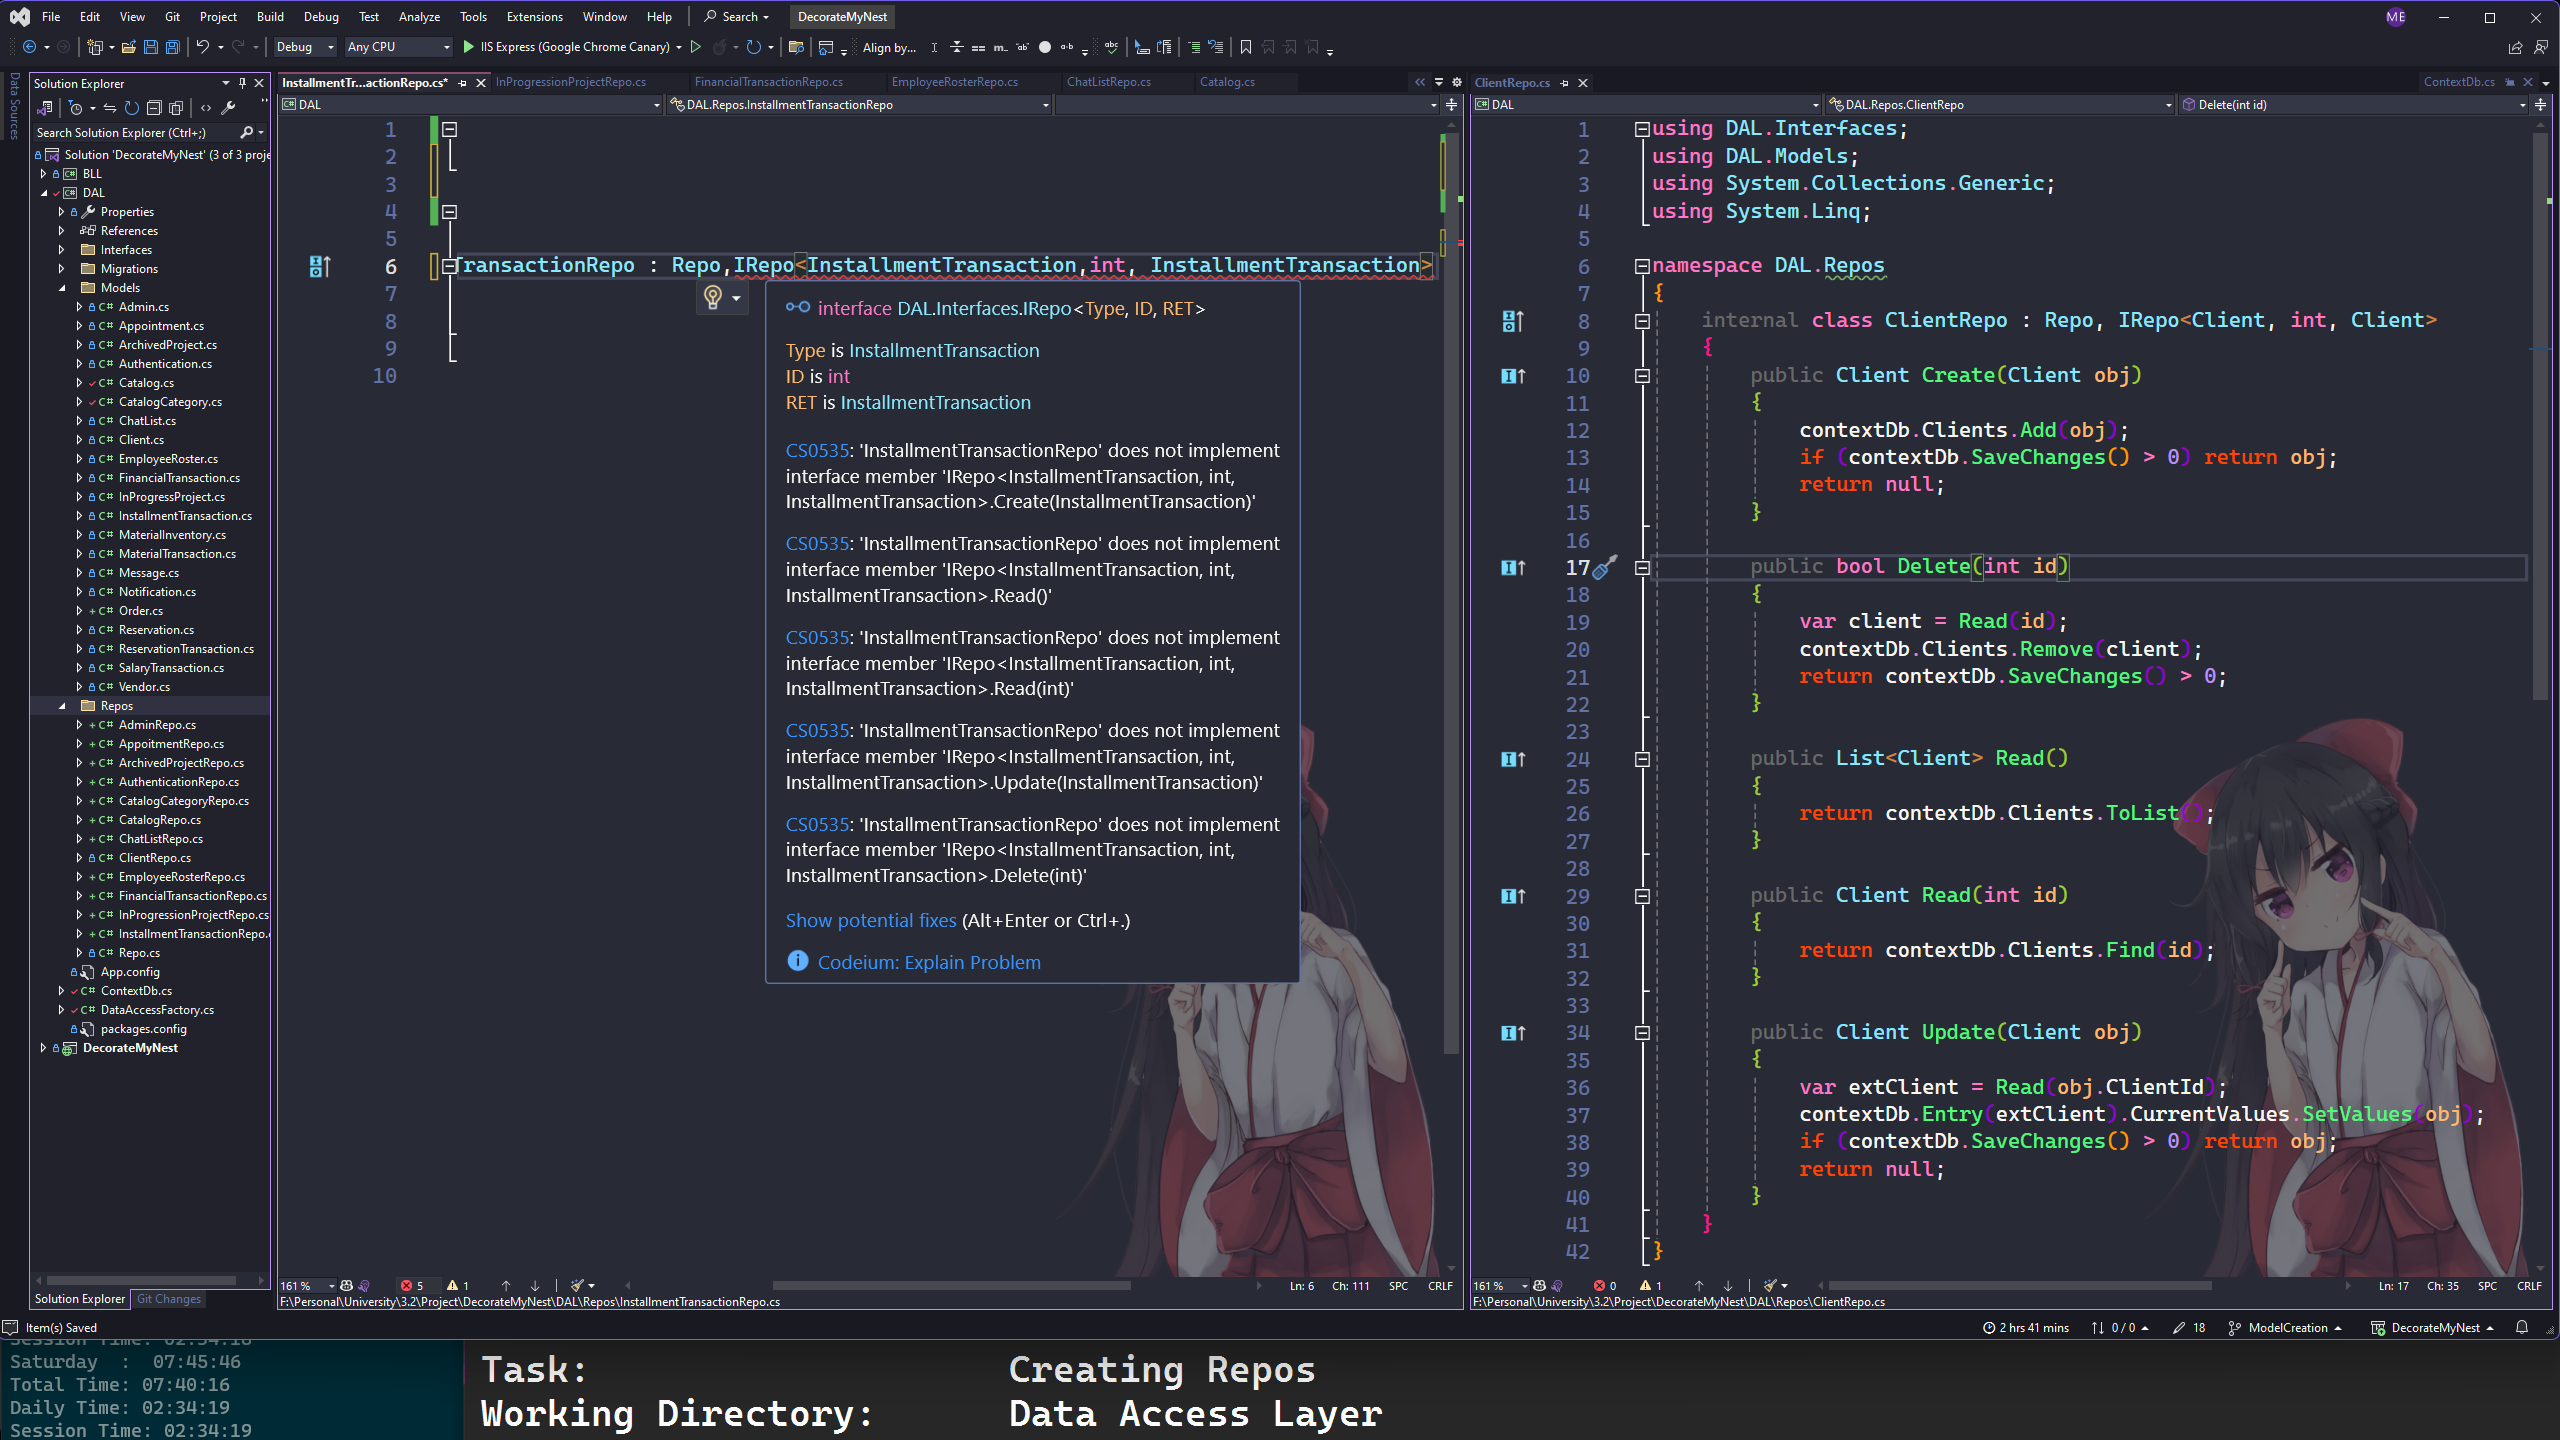 File Edit View Git Project Build Debug Test Analyze Tools Extensions Window Help Search DecorateMyNest ME
Debug Any CPU IIS Express (Google Chrome Canary) Align by...
Data Sources
Solution Explorer
Search Solution Explorer (Ctrl+;)
Solution 'DecorateMyNest' (3 of 3 proje
BLL
DAL
Properties
References
Interfaces
Migrations
Models
C# Admin.cs
C# Appointment.cs
C# ArchivedProject.cs
C# Authentication.cs
C# Catalog.cs
C# CatalogCategory.cs
C# ChatList.cs
C# Client.cs
C# EmployeeRoster.cs
C# FinancialTransaction.cs
C# InProgressProject.cs
C# InstallmentTransaction.cs
C# MaterialInventory.cs
C# MaterialTransaction.cs
C# Message.cs
C# Notification.cs
C# Order.cs
C# Reservation.cs
C# ReservationTransaction.cs
C# SalaryTransaction.cs
C# Vendor.cs
Repos
C# AdminRepo.cs
C# AppoitmentRepo.cs
C# ArchivedProjectRepo.cs
C# AuthenticationRepo.cs
C# CatalogCategoryRepo.cs
C# CatalogRepo.cs
C# ChatListRepo.cs
C# ClientRepo.cs
C# EmployeeRosterRepo.cs
C# FinancialTransactionRepo.cs
C# InProgressionProjectRepo.cs
C# InstallmentTransactionRepo.
C# Repo.cs
App.config
C# ContextDb.cs
C# DataAccessFactory.cs
packages.config
DecorateMyNest
Solution Explorer Git Changes
InstallmentTr...actionRepo.cs* InProgressionProjectRepo.cs FinancialTransactionRepo.cs EmployeeRosterRepo.cs ChatListRepo.cs Catalog.cs
DAL DAL.Repos.InstallmentTransactionRepo
1
2
3
4
5
6 TransactionRepo : Repo,IRepo<InstallmentTransaction,int, InstallmentTransaction>
7
8
9
10
interface DAL.Interfaces.IRepo<Type, ID, RET>
Type is InstallmentTransaction
ID is int
RET is InstallmentTransaction
CS0535: 'InstallmentTransactionRepo' does not implement
interface member 'IRepo<InstallmentTransaction, int,
InstallmentTransaction>.Create(InstallmentTransaction)'
CS0535: 'InstallmentTransactionRepo' does not implement
interface member 'IRepo<InstallmentTransaction, int,
InstallmentTransaction>.Read()'
CS0535: 'InstallmentTransactionRepo' does not implement
interface member 'IRepo<InstallmentTransaction, int,
InstallmentTransaction>.Read(int)'
CS0535: 'InstallmentTransactionRepo' does not implement
interface member 'IRepo<InstallmentTransaction, int,
InstallmentTransaction>.Update(InstallmentTransaction)'
CS0535: 'InstallmentTransactionRepo' does not implement
interface member 'IRepo<InstallmentTransaction, int,
InstallmentTransaction>.Delete(int)'
Show potential fixes (Alt+Enter or Ctrl+.)
Codeium: Explain Problem
161 % 5 1 Ln: 6 Ch: 111 SPC CRLF
F:\Personal\University\3.2\Project\DecorateMyNest\DAL\Repos\InstallmentTransactionRepo.cs
ClientRepo.cs ContextDb.cs
DAL DAL.Repos.ClientRepo Delete(int id)
1 using DAL.Interfaces;
2 using DAL.Models;
3 using System.Collections.Generic;
4 using System.Linq;
5
6 namespace DAL.Repos
7 {
8 internal class ClientRepo : Repo, IRepo<Client, int, Client>
9 {
10 public Client Create(Client obj)
11 {
12 contextDb.Clients.Add(obj);
13 if (contextDb.SaveChanges() > 0) return obj;
14 return null;
15 }
16
17 public bool Delete(int id)
18 {
19 var client = Read(id);
20 contextDb.Clients.Remove(client);
21 return contextDb.SaveChanges() > 0;
22 }
23
24 public List<Client> Read()
25 {
26 return contextDb.Clients.ToList();
27 }
28
29 public Client Read(int id)
30 {
31 return contextDb.Clients.Find(id);
32 }
33
34 public Client Update(Client obj)
35 {
36 var extClient = Read(obj.ClientId);
37 contextDb.Entry(extClient).CurrentValues.SetValues(obj);
38 if (contextDb.SaveChanges() > 0) return obj;
39 return null;
40 }
41 }
42 }
161 % 0 1 Ln: 17 Ch: 35 SPC CRLF
F:\Personal\University\3.2\Project\DecorateMyNest\DAL\Repos\ClientRepo.cs
Item(s) Saved 2 hrs 41 mins 0 / 0 18 ModelCreation DecorateMyNest
Session Time: 02:34:18
Saturday : 07:45:46
Total Time: 07:40:16
Daily Time: 02:34:19
Session Time: 02:34:19
Task: Creating Repos
Working Directory: Data Access Layer